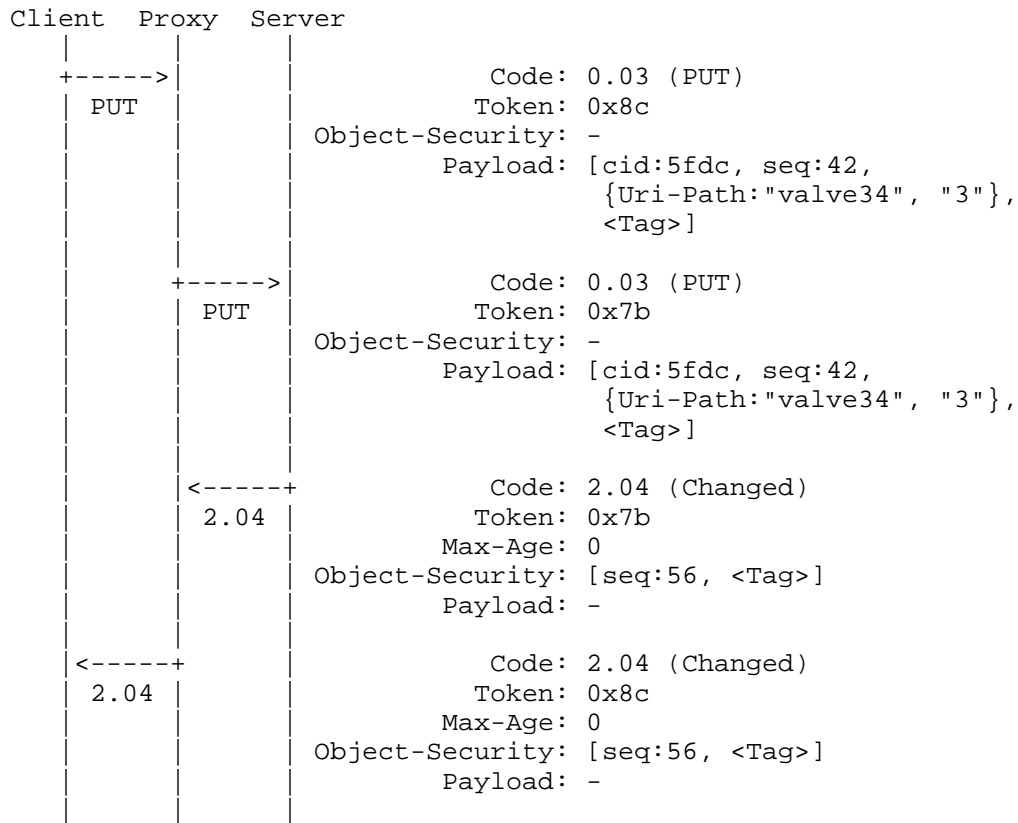 Client  Proxy  Server
   |      |      |
   +----->|      |            Code: 0.03 (PUT)
   | PUT  |      |           Token: 0x8c
   |      |      | Object-Security: -
   |      |      |         Payload: [cid:5fdc, seq:42,
   |      |      |                   {Uri-Path:"valve34", "3"},
   |      |      |                   <Tag>]
   |      |      |
   |      +----->|            Code: 0.03 (PUT)
   |      | PUT  |           Token: 0x7b
   |      |      | Object-Security: -
   |      |      |         Payload: [cid:5fdc, seq:42,
   |      |      |                   {Uri-Path:"valve34", "3"},
   |      |      |                   <Tag>]
   |      |      |
   |      |<-----+            Code: 2.04 (Changed)
   |      | 2.04 |           Token: 0x7b
   |      |      |         Max-Age: 0
   |      |      | Object-Security: [seq:56, <Tag>]
   |      |      |         Payload: -
   |      |      |
   |<-----+      |            Code: 2.04 (Changed)
   | 2.04 |      |           Token: 0x8c
   |      |      |         Max-Age: 0
   |      |      | Object-Security: [seq:56, <Tag>]
   |      |      |         Payload: -
   |      |      |